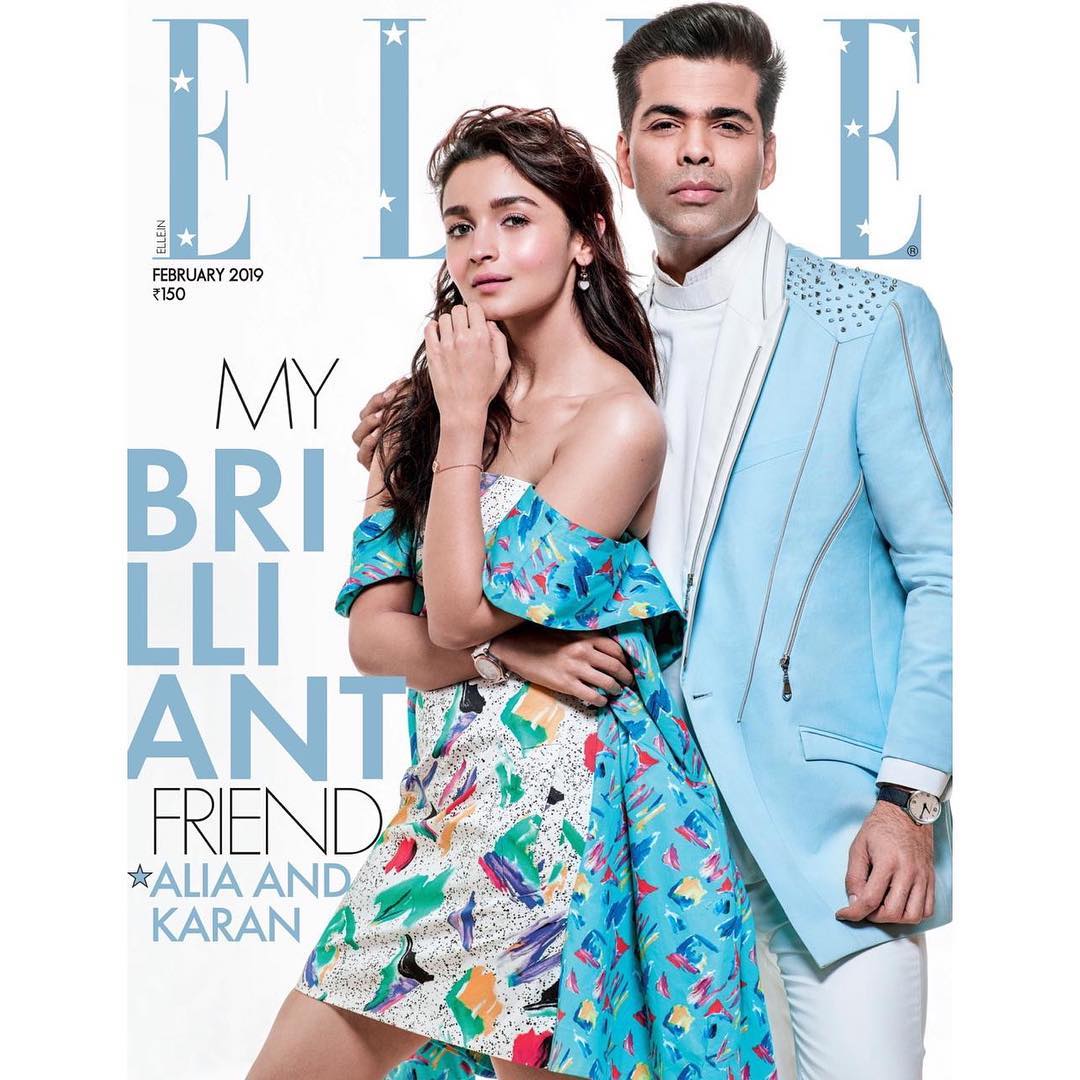 ELLE
®
ELLE.IN
FEBRUARY 2019
₹150
MY
BRI
LLI
ANT
FRIEND
ALIA AND
KARAN